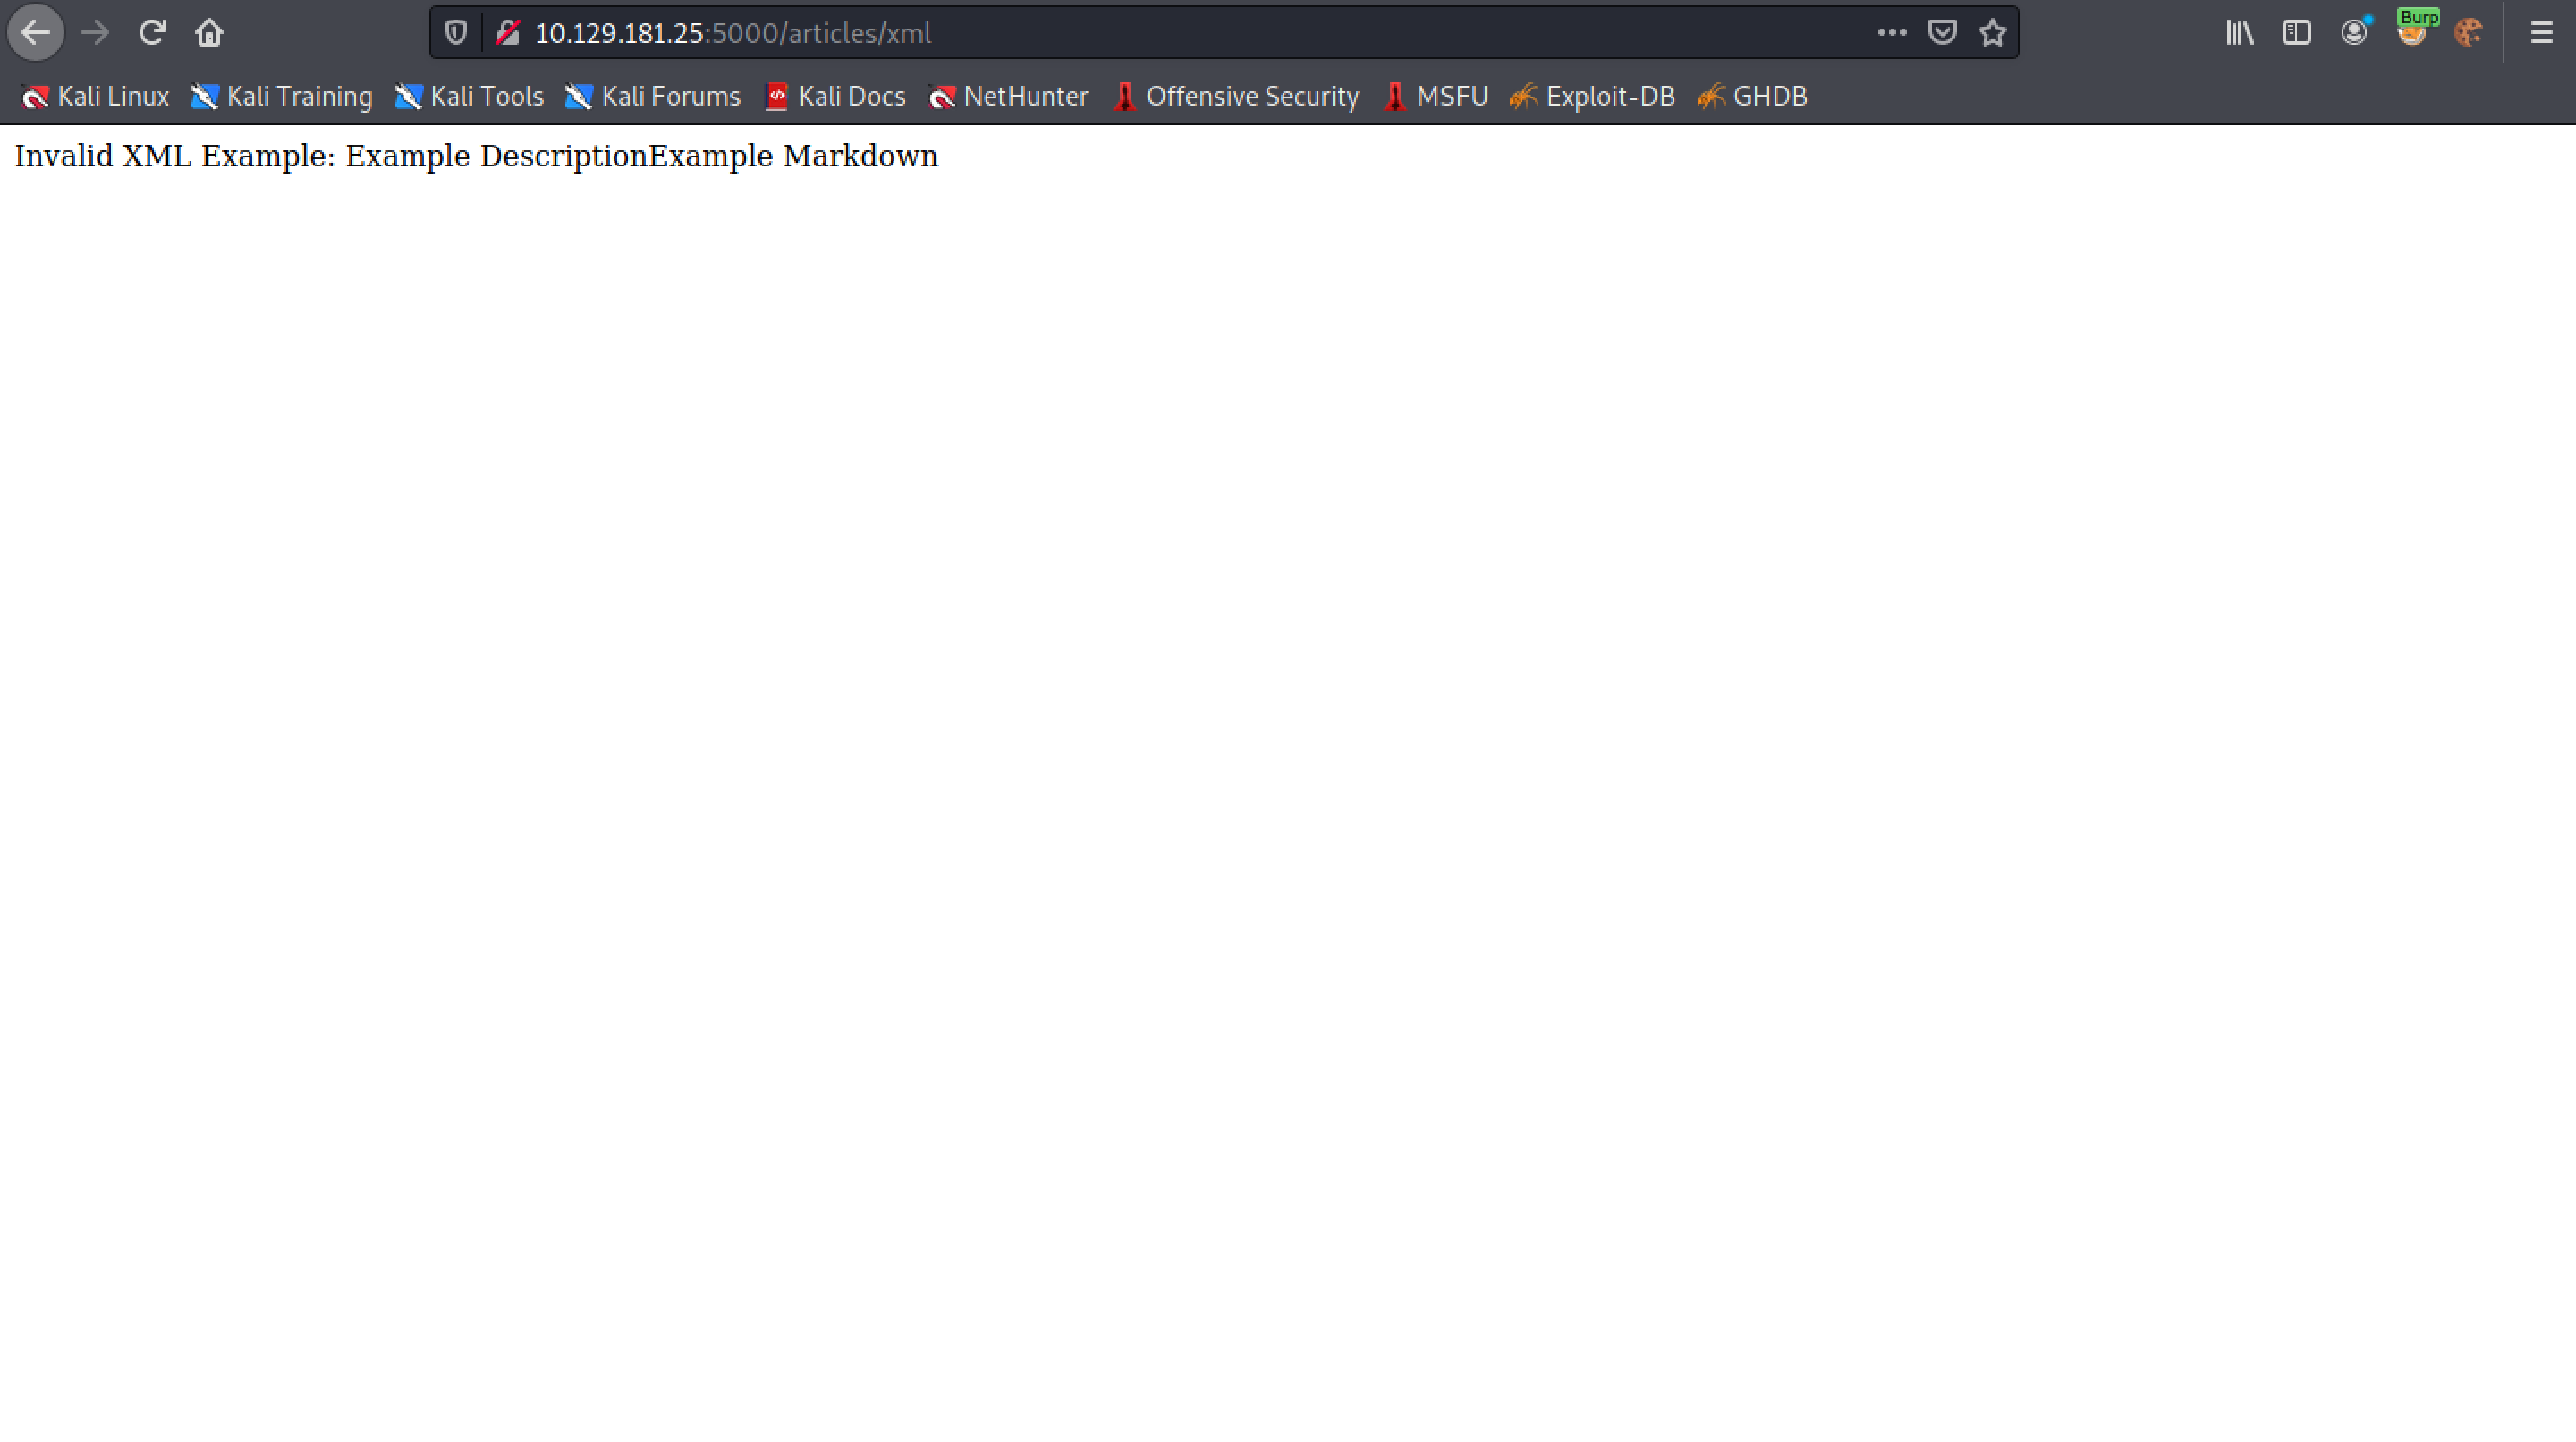 10.129.181.25:5000/articles/xml
Burp
Kali Linux Kali Training Kali Tools Kali Forums Kali Docs NetHunter Offensive Security MSFU Exploit-DB GHDB
Invalid XML Example: Example DescriptionExample Markdown